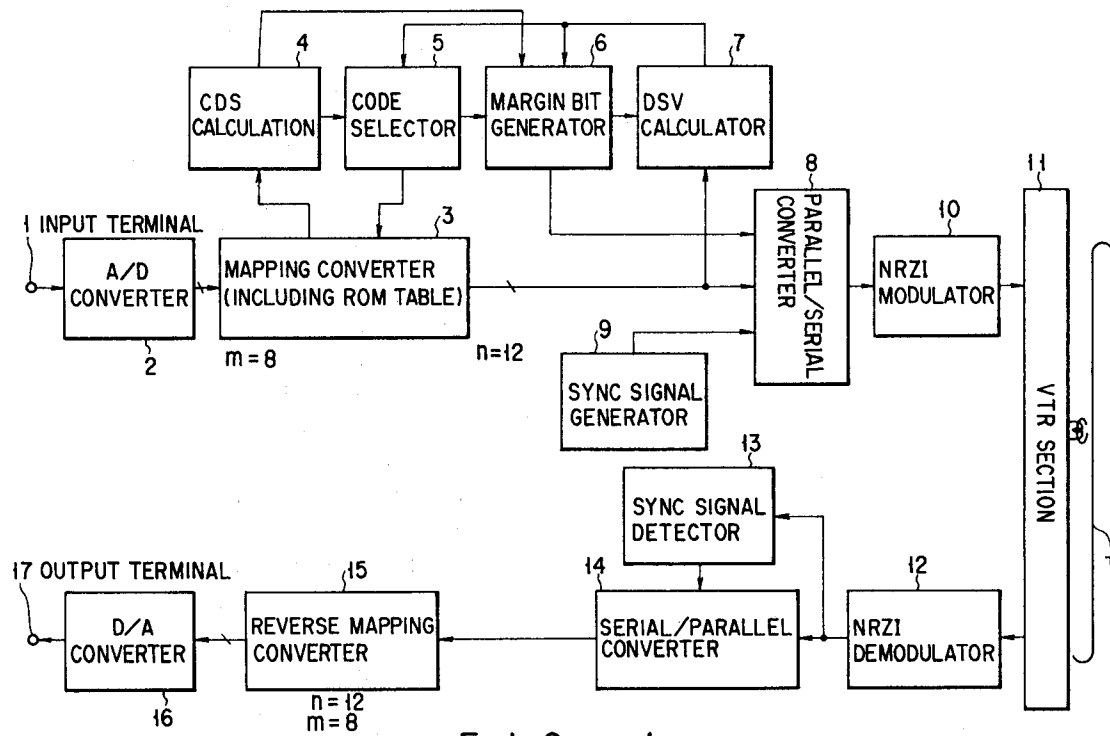 4
CDS
CALCULATION
5
CODE
SELECTOR
6
MARGIN BIT
GENERATOR
7
DSV
CALCULATOR
8
PARALLEL/SERIAL
CONVERTER
11
VTR SECTION
1 INPUT TERMINAL
A/D
CONVERTER
2
3
MAPPING CONVERTER
(INCLUDING ROM TABLE)
m=8
n=12
10
NRZI
MODULATOR
9
SYNC SIGNAL
GENERATOR
13
SYNC SIGNAL
DETECTOR
17 OUTPUT TERMINAL
D/A
CONVERTER
16
15
REVERSE MAPPING
CONVERTER
n=12
m=8
14
SERIAL/PARALLEL
CONVERTER
12
NRZI
DEMODULATOR